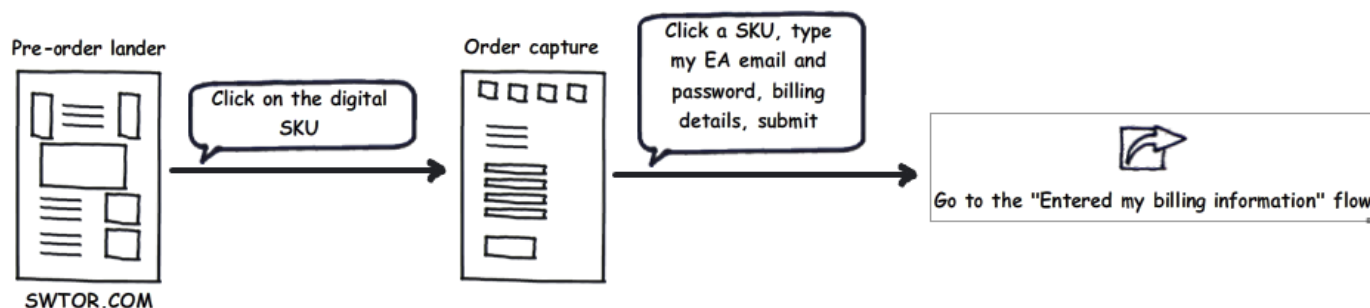 Pre-order lander
Click on the digital
SKU
SWTOR.COM
Order capture
Click a SKU, type
my EA email and
password, billing
details, submit
Go to the "Entered my billing information" flow